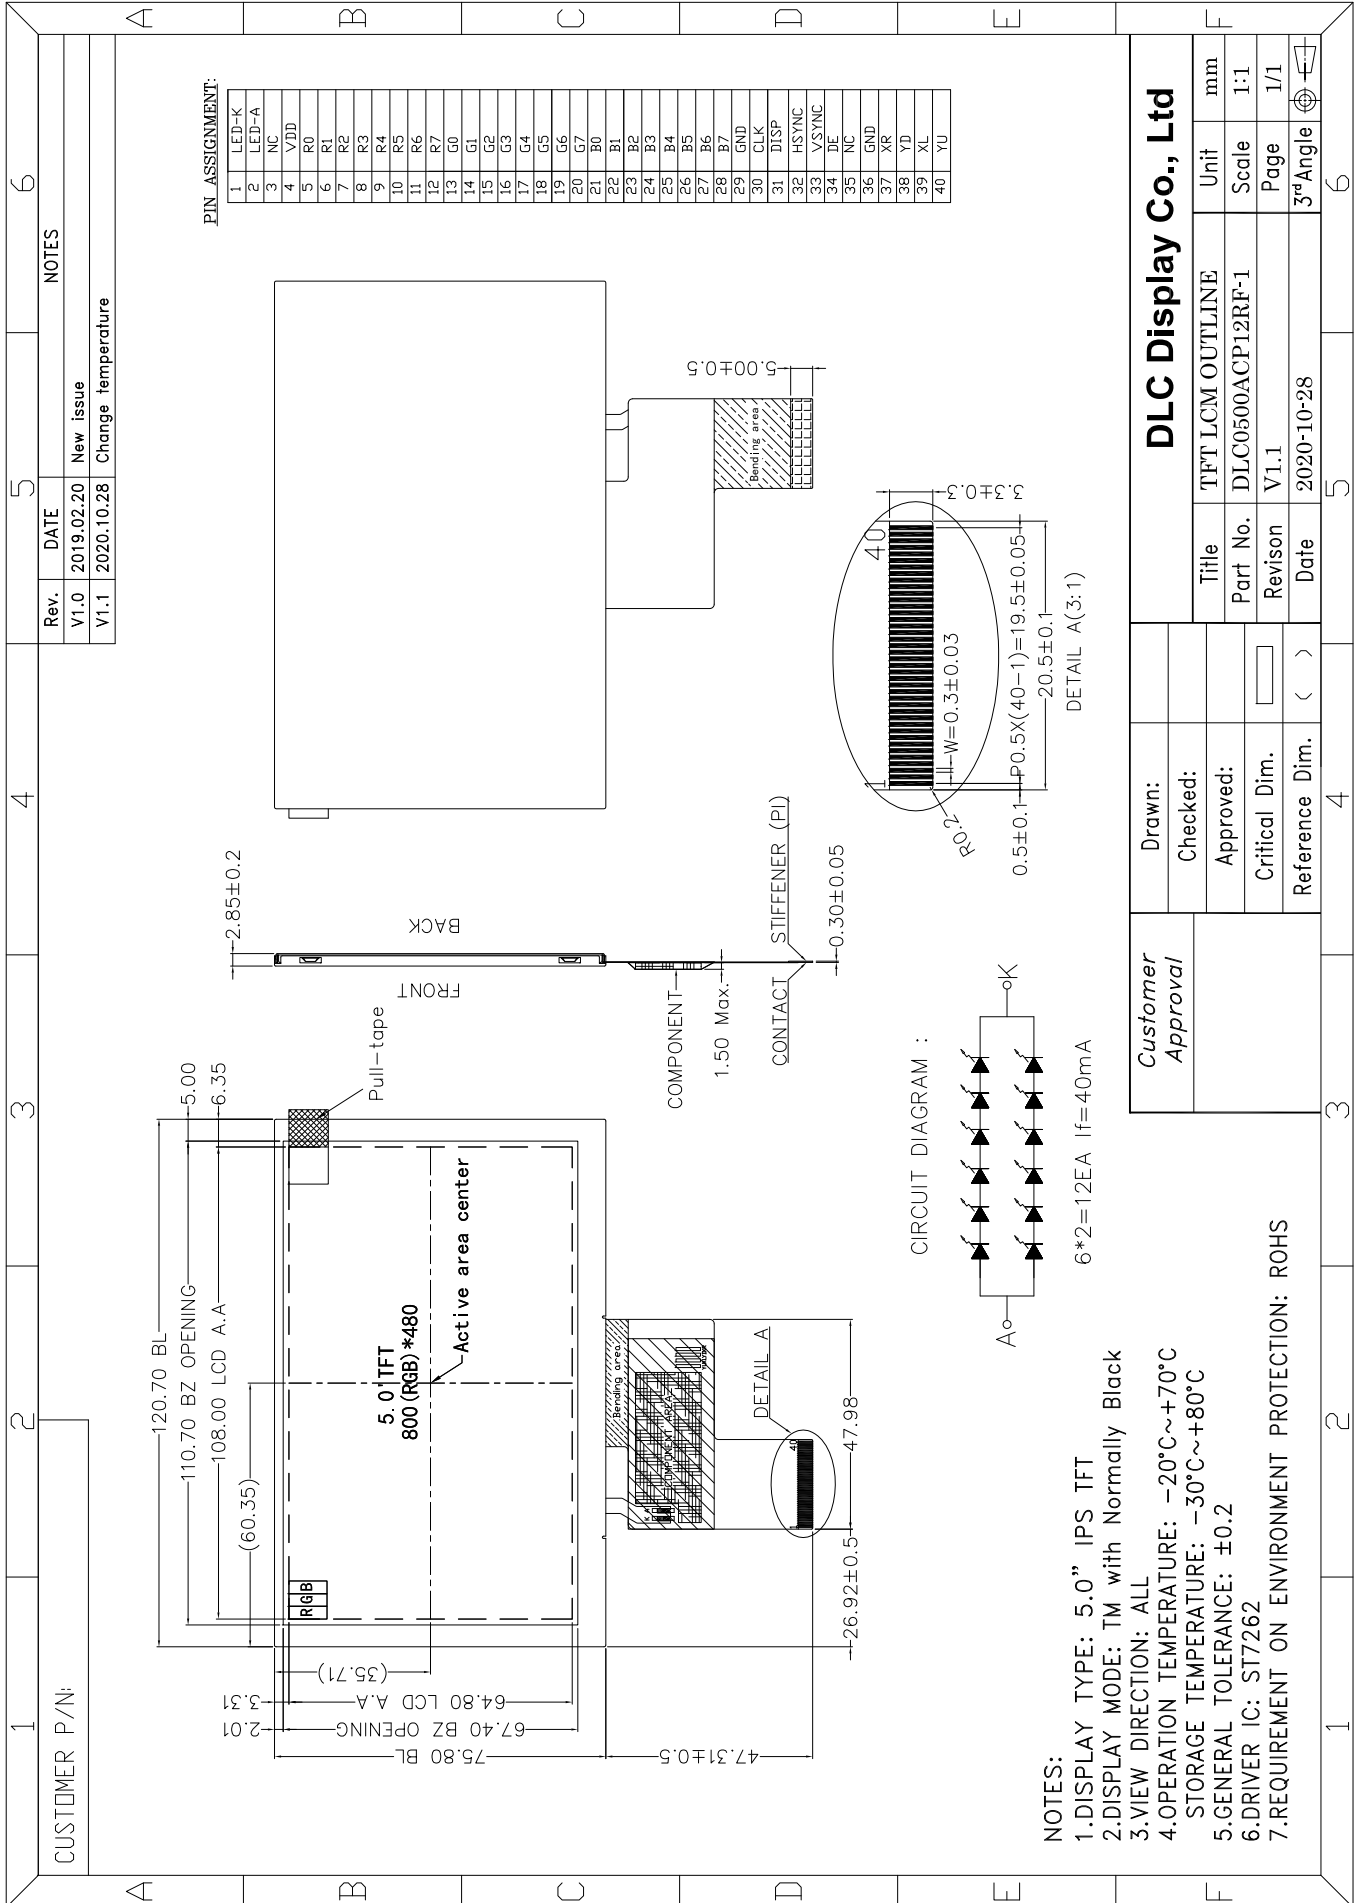 1 2 3 4 5 6
CUSTOMER P/N:
Rev. DATE NOTES
V1.0 2019.02.20 New issue
V1.1 2020.10.28 Change temperature
A
B
C
D
E
F
120.70 BL
110.70 BZ OPENING
5.00
108.00 LCD A.A
6.35
(60.35)
3.31
2.01
(35.71)
64.80 LCD A.A
67.40 BZ OPENING
75.80 BL
47.31±0.5
R G B
5.0'TFT
800(RGB)*480
Active area center
Pull-tape
Bending area
COMPONENT AREA
K A
1 40
DETAIL A
26.92±0.5
47.98
2.85±0.2
FRONT
BACK
COMPONENT
1.50 Max.
CONTACT
STIFFENER (PI)
0.30±0.05
Bending area
5.00±0.5
PIN ASSIGNMENT:
1 LED-K
2 LED-A
3 NC
4 VDD
5 R0
6 R1
7 R2
8 R3
9 R4
10 R5
11 R6
12 R7
13 G0
14 G1
15 G2
16 G3
17 G4
18 G5
19 G6
20 G7
21 B0
22 B1
23 B2
24 B3
25 B4
26 B5
27 B6
28 B7
29 GND
30 CLK
31 DISP
32 HSYNC
33 VSYNC
34 DE
35 NC
36 GND
37 XR
38 YD
39 XL
40 YU
1 40
3.3±0.3
R0.2
W=0.3±0.03
0.5±0.1
P0.5X(40-1)=19.5±0.05
20.5±0.1
DETAIL A(3:1)
CIRCUIT DIAGRAM :
A K
6*2=12EA If=40mA
NOTES:
1.DISPLAY TYPE: 5.0” IPS TFT
2.DISPLAY MODE: TM with Normally Black
3.VIEW DIRECTION: ALL
4.OPERATION TEMPERATURE: -20°C~+70°C
STORAGE TEMPERATURE: -30°C~+80°C
5.GENERAL TOLERANCE: ±0.2
6.DRIVER IC: ST7262
7.REQUIREMENT ON ENVIRONMENT PROTECTION: ROHS
Customer
Approval
Drawn:
Checked:
Approved:
Critical Dim.
Reference Dim. ( )
DLC Display Co., Ltd
Title TFT LCM OUTLINE Unit mm
Part No. DLC0500ACP12RF-1 Scale 1:1
Revison V1.1 Page 1/1
Date 2020-10-28 3rd Angle
A
B
C
D
E
F
1 2 3 4 5 6